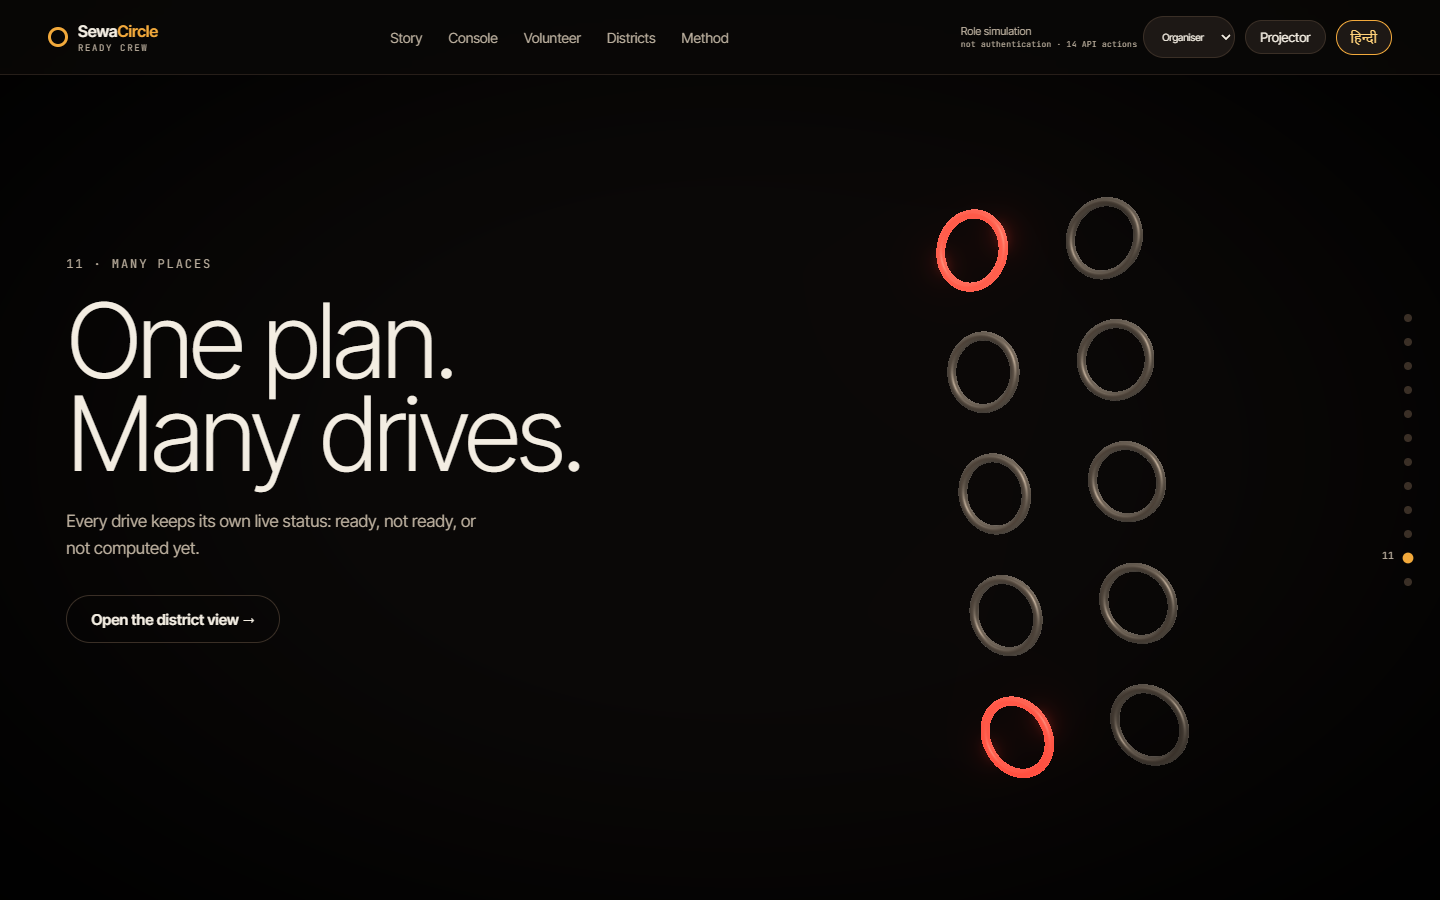 SewaCircle
READY CREW
Story
Console
Volunteer
Districts
Method
Role simulation
not authentication · 14 API actions
Organiser
Projector
हिन्दी
11 · MANY PLACES
One plan.
Many drives.
Every drive keeps its own live status: ready, not ready, or
not computed yet.
Open the district view →
11